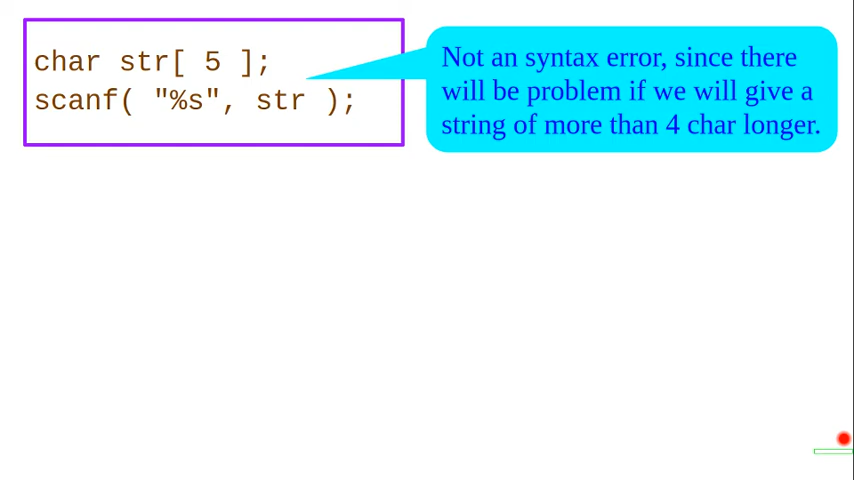 char str[ 5 ];
scanf( "%s", str );
Not an syntax error, since there
will be problem if we will give a
string of more than 4 char longer.